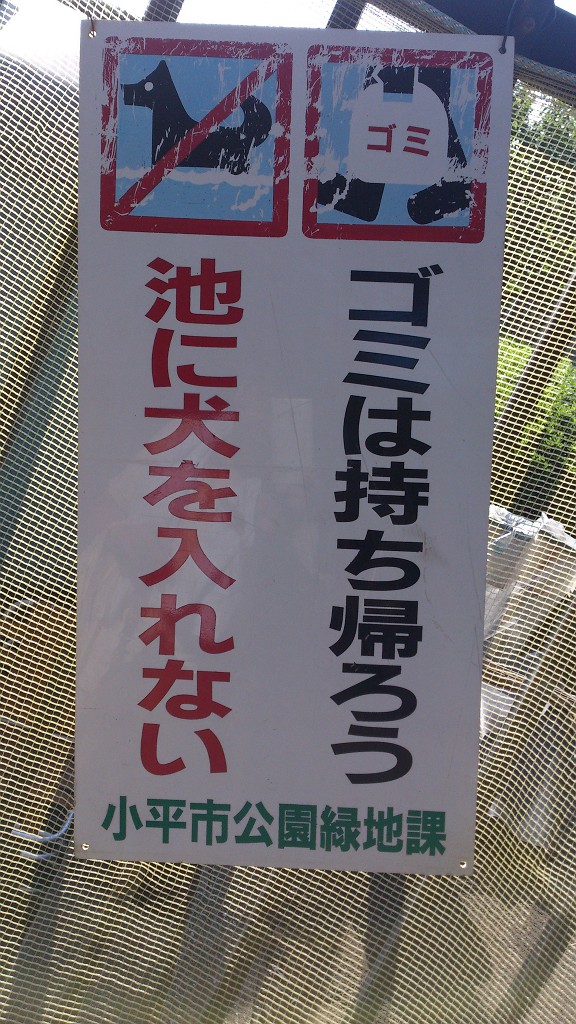 ゴミ
ゴミは持ち帰ろう
池に犬を入れない
小平市公園緑地課